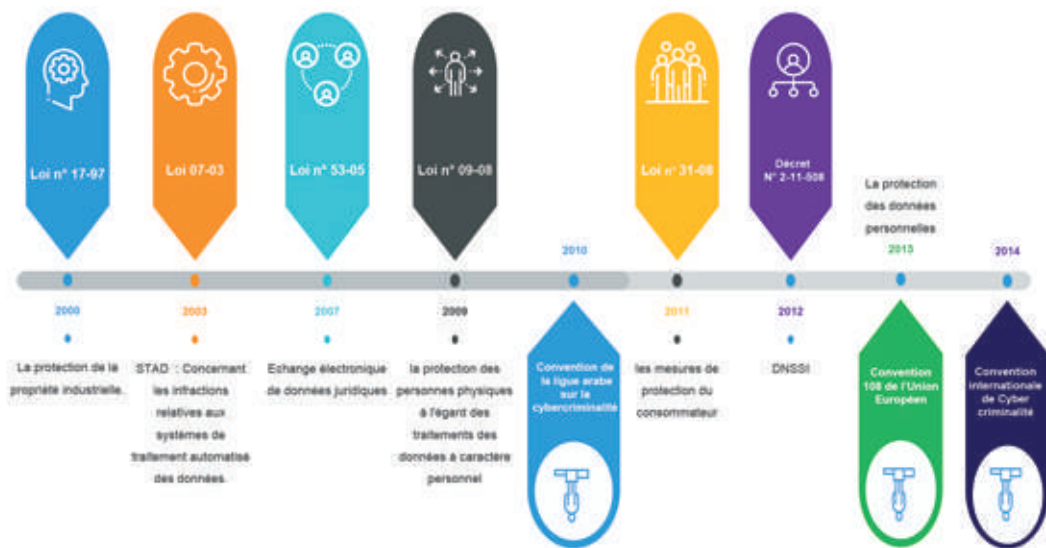 Loi n° 17-97
2000
La protection de la
propriété industrielle.
Loi 07-03
2003
STAD : Concernant
les infractions
relatives aux
systèmes de
traitement automatisé
des données.
Loi n° 53-05
2007
Echange électronique
de données juridiques
Loi n° 09-08
2009
la protection des
personnes physiques
à l'égard des
traitements des
données à caractère
personnel
2010
Convention de
la ligue arabe
sur la
cybercriminalité
Loi n° 31-08
2011
les mesures de
protection du
consommateur
Décret
N° 2-11-508
2012
DNSSI
La protection
des données
personnelles
2013
Convention
108 de l'Union
Européen
2014
Convention
internationale
de Cyber
criminalité